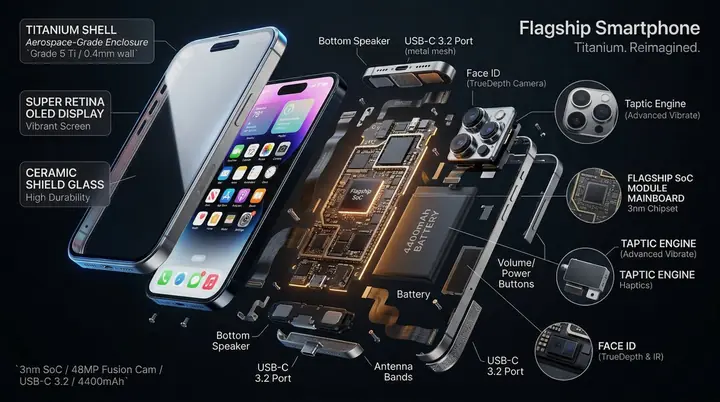 Flagship Smartphone
Titanium. Reimagined.
TITANIUM SHELL
Aerospace-Grade Enclosure
`Grade 5 Ti / 0.4mm wall`
SUPER RETINA
OLED DISPLAY
Vibrant Screen
CERAMIC
SHIELD GLASS
High Durability
Bottom Speaker
USB-C 3.2 Port
(metal mesh)
Face ID
(TrueDepth Camera)
Taptic Engine
(Advanced Vibrate)
Flagship
SoC
4400mAh
BATTERY
FLAGSHIP SoC
MODULE
MAINBOARD
3nm Chipset
TAPTIC ENGINE
(Advanced Vibrate)
TAPTIC ENGINE
(Haptics)
Volume/
Power
Buttons
Battery
Bottom
Speaker
USB-C
3.2 Port
Antenna
Bands
USB-C
3.2 Port
FACE ID
(TrueDepth & IR)
`3nm SoC / 48MP Fusion Cam /
USB-C 3.2 / 4400mAh`